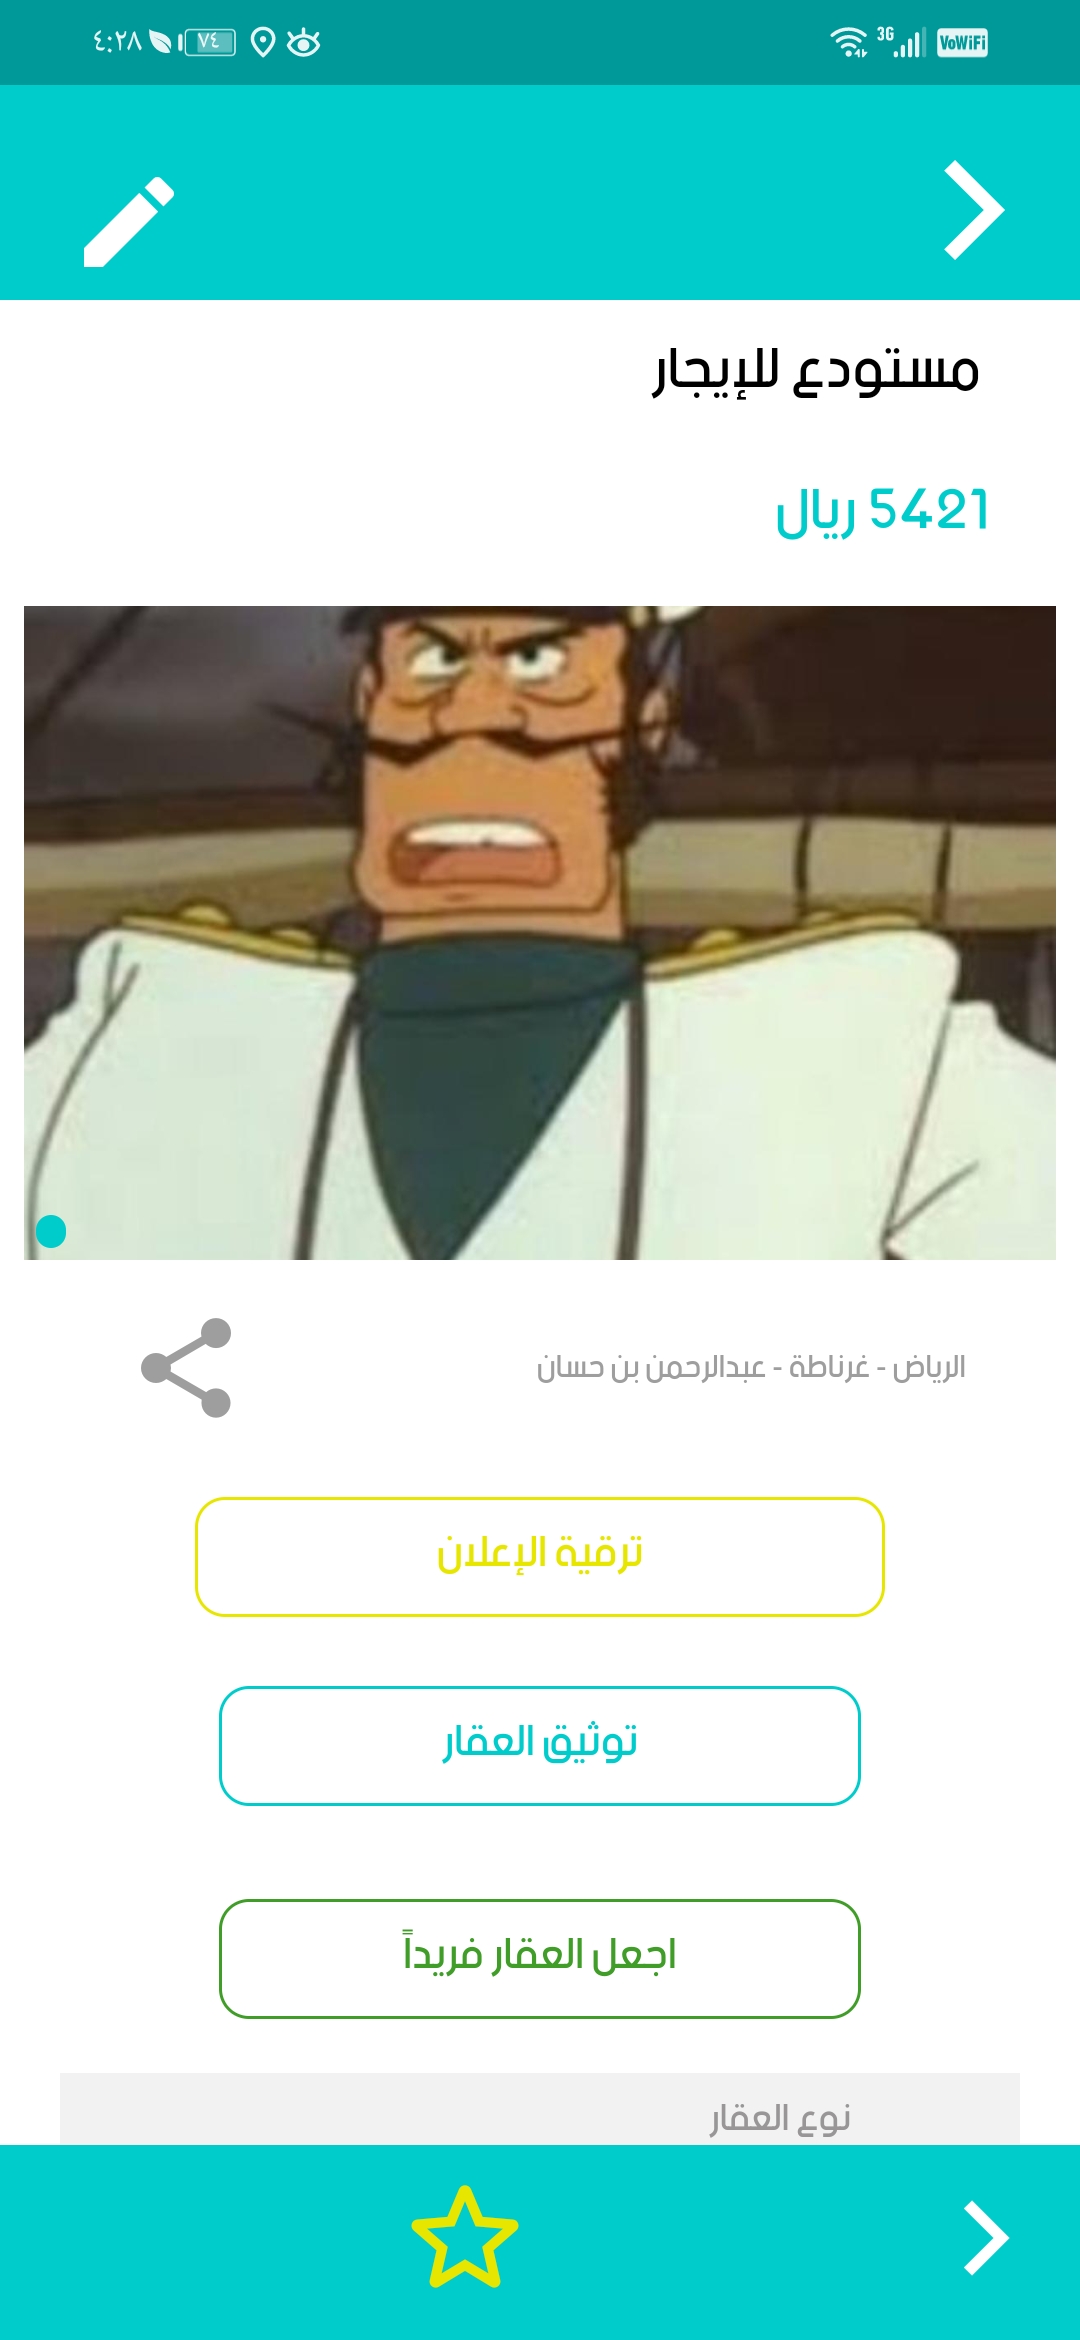 ٤:٢٨ ٧٤ 3G VoWiFi
مستودع للإيجار
5421 ريال
الرياض - غرناطة - عبدالرحمن بن حسان
ترقية الإعلان
توثيق العقار
اجعل العقار فريداً
نوع العقار